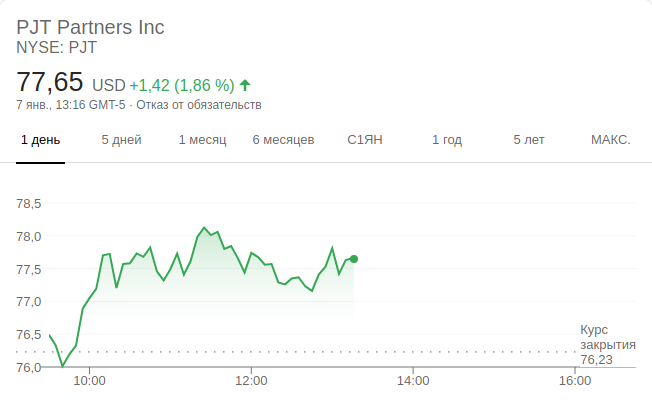 PJT Partners Inc
NYSE: PJT
77,65 USD +1,42 (1,86 %)
7 янв., 13:16 GMT-5 · Отказ от обязательств
1 день 5 дней 1 месяц 6 месяцев С1ЯН 1 год 5 лет МАКС.
78,5
78,0
77,5
77,0
76,5
76,0
Курс
закрытия
76,23
10:00 12:00 14:00 16:00